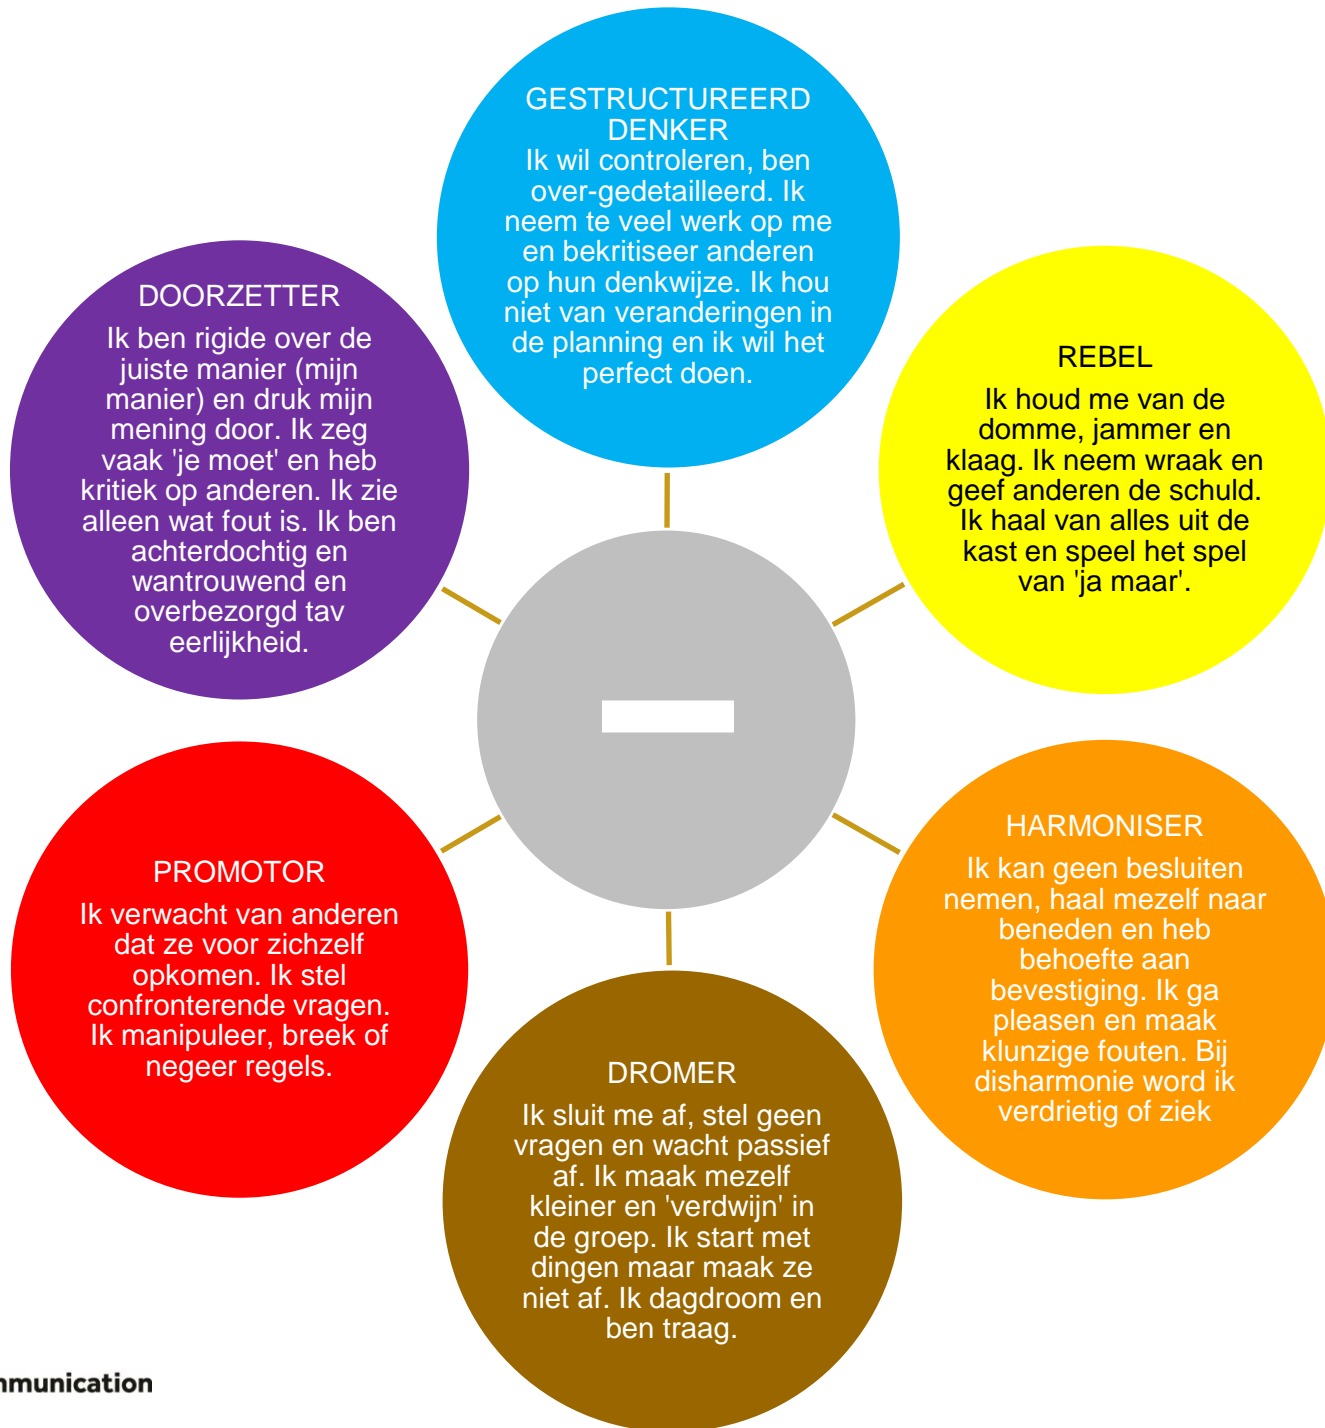 GESTRUCTUREERD
DENKER
Ik wil controleren, ben
over-gedetailleerd. Ik
neem te veel werk op me
en bekritiseer anderen
op hun denkwijze. Ik hou
niet van veranderingen in
de planning en ik wil het
perfect doen.
DOORZETTER
Ik ben rigide over de
juiste manier (mijn
manier) en druk mijn
mening door. Ik zeg
vaak 'je moet' en heb
kritiek op anderen. Ik zie
alleen wat fout is. Ik ben
achterdochtig en
wantrouwend en
overbezorgd tav
eerlijkheid.
REBEL
Ik houd me van de
domme, jammer en
klaag. Ik neem wraak en
geef anderen de schuld.
Ik haal van alles uit de
kast en speel het spel
van 'ja maar'.
PROMOTOR
Ik verwacht van anderen
dat ze voor zichzelf
opkomen. Ik stel
confronterende vragen.
Ik manipuleer, breek of
negeer regels.
HARMONISER
Ik kan geen besluiten
nemen, haal mezelf naar
beneden en heb
behoefte aan
bevestiging. Ik ga
pleasen en maak
klunzige fouten. Bij
disharmonie word ik
verdrietig of ziek
DROMER
Ik sluit me af, stel geen
vragen en wacht passief
af. Ik maak mezelf
kleiner en 'verdwijn' in
de groep. Ik start met
dingen maar maak ze
niet af. Ik dagdroom en
ben traag.
mmunication